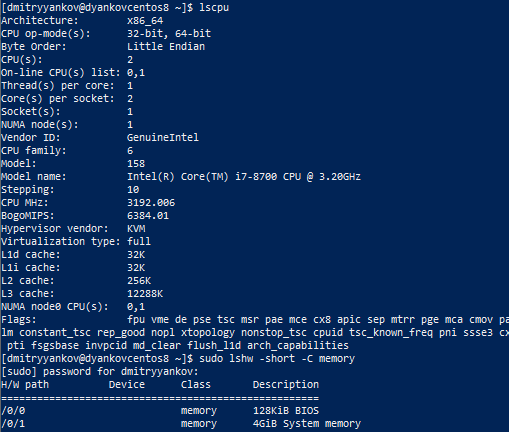 [dmitryyankov@dyankovcentos8 ~]$ lscpu
Architecture:        x86_64
CPU op-mode(s):      32-bit, 64-bit
Byte Order:          Little Endian
CPU(s):              2
On-line CPU(s) list: 0,1
Thread(s) per core:  1
Core(s) per socket:  2
Socket(s):           1
NUMA node(s):        1
Vendor ID:           GenuineIntel
CPU family:          6
Model:               158
Model name:          Intel(R) Core(TM) i7-8700 CPU @ 3.20GHz
Stepping:            10
CPU MHz:             3192.006
BogoMIPS:            6384.01
Hypervisor vendor:   KVM
Virtualization type: full
L1d cache:           32K
L1i cache:           32K
L2 cache:            256K
L3 cache:            12288K
NUMA node0 CPU(s):   0,1
Flags:               fpu vme de pse tsc msr pae mce cx8 apic sep mtrr pge mca cmov pa
lm constant_tsc rep_good nopl xtopology nonstop_tsc cpuid tsc_known_freq pni ssse3 cx
 pti fsgsbase invpcid md_clear flush_l1d arch_capabilities
[dmitryyankov@dyankovcentos8 ~]$ sudo lshw -short -C memory
[sudo] password for dmitryyankov:
H/W path         Device     Class      Description
==================================================
/0/0                        memory     128KiB BIOS
/0/1                        memory     4GiB System memory